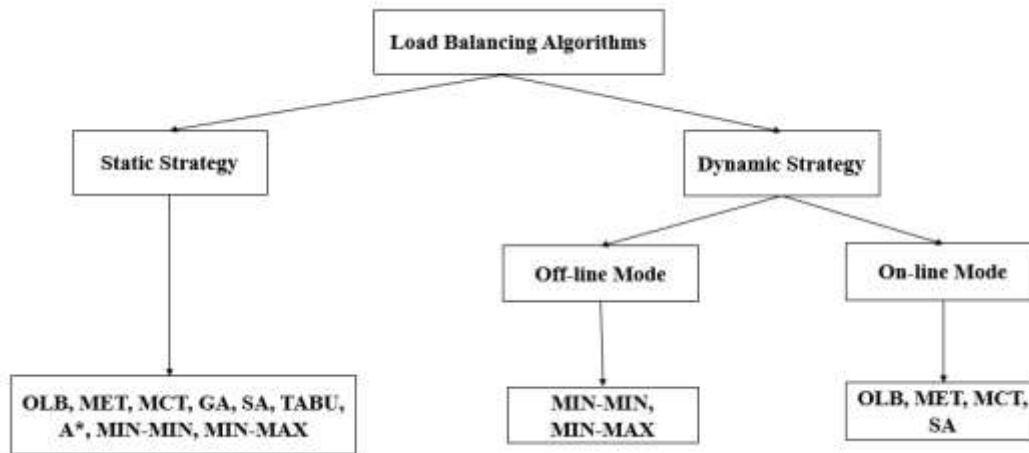 Load Balancing Algorithms
Static Strategy
Dynamic Strategy
Off-line Mode
On-line Mode
OLB, MET, MCT, GA, SA, TABU,
A*, MIN-MIN, MIN-MAX
MIN-MIN,
MIN-MAX
OLB, MET, MCT,
SA